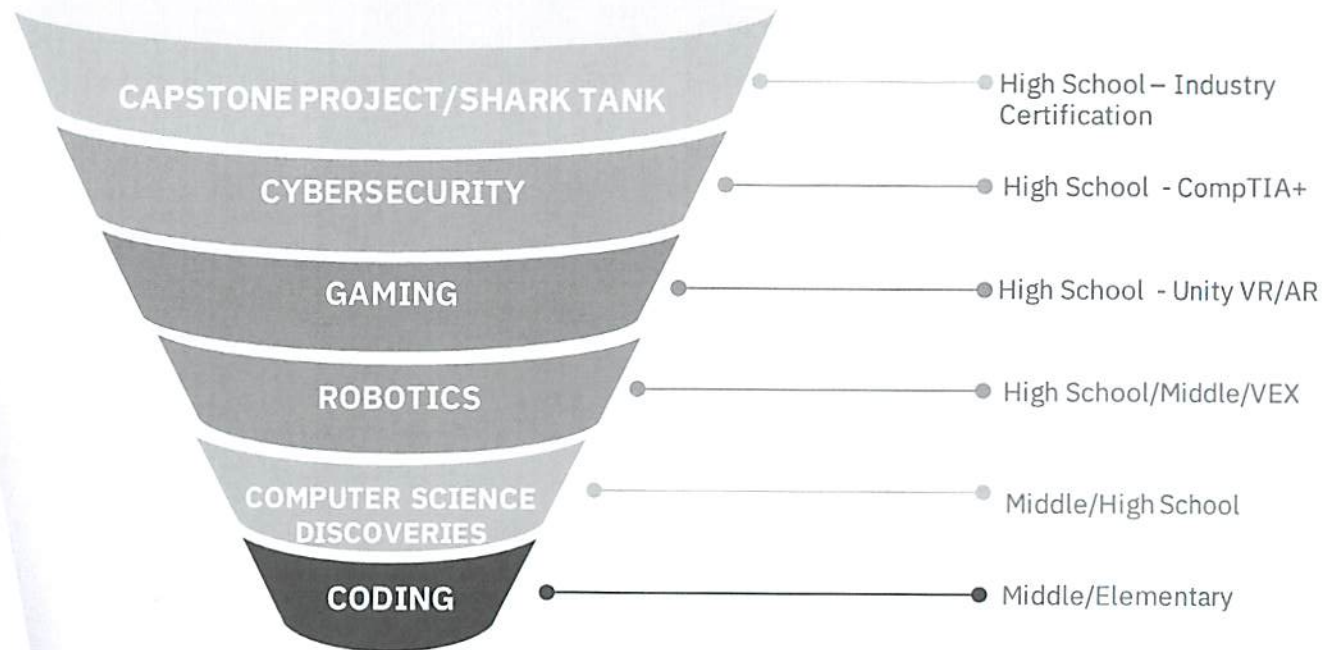 CAPSTONE PROJECT/SHARK TANK
High School – Industry
Certification
CYBERSECURITY
High School - CompTIA+
GAMING
High School - Unity VR/AR
ROBOTICS
High School/Middle/VEX
COMPUTER SCIENCE
DISCOVERIES
Middle/High School
CODING
Middle/Elementary